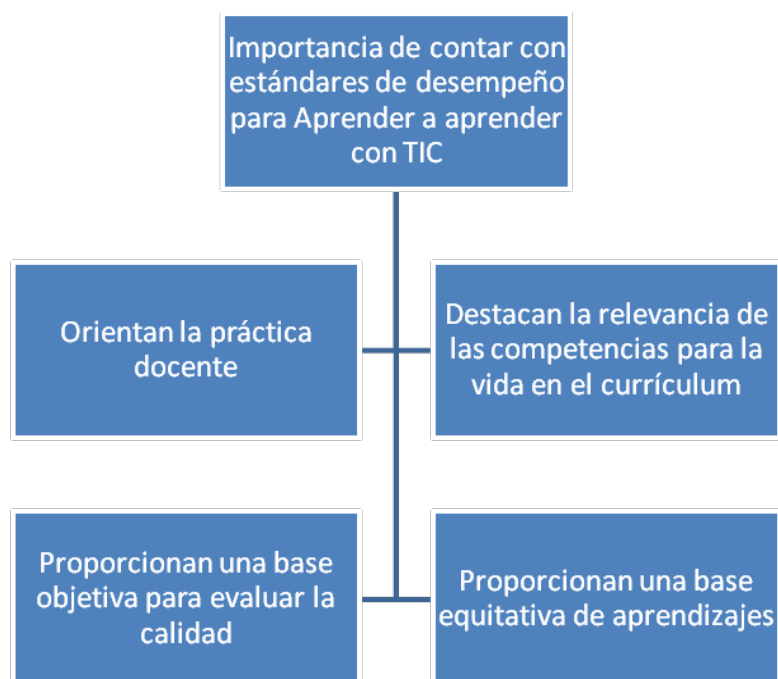 Importancia de contar con
estándares de desempeño
para Aprender a aprender
con TIC
Orientan la práctica
docente
Destacan la relevancia de
las competencias para la
vida en el currículum
Proporcionan una base
objetiva para evaluar la
calidad
Proporcionan una base
equitativa de aprendizajes